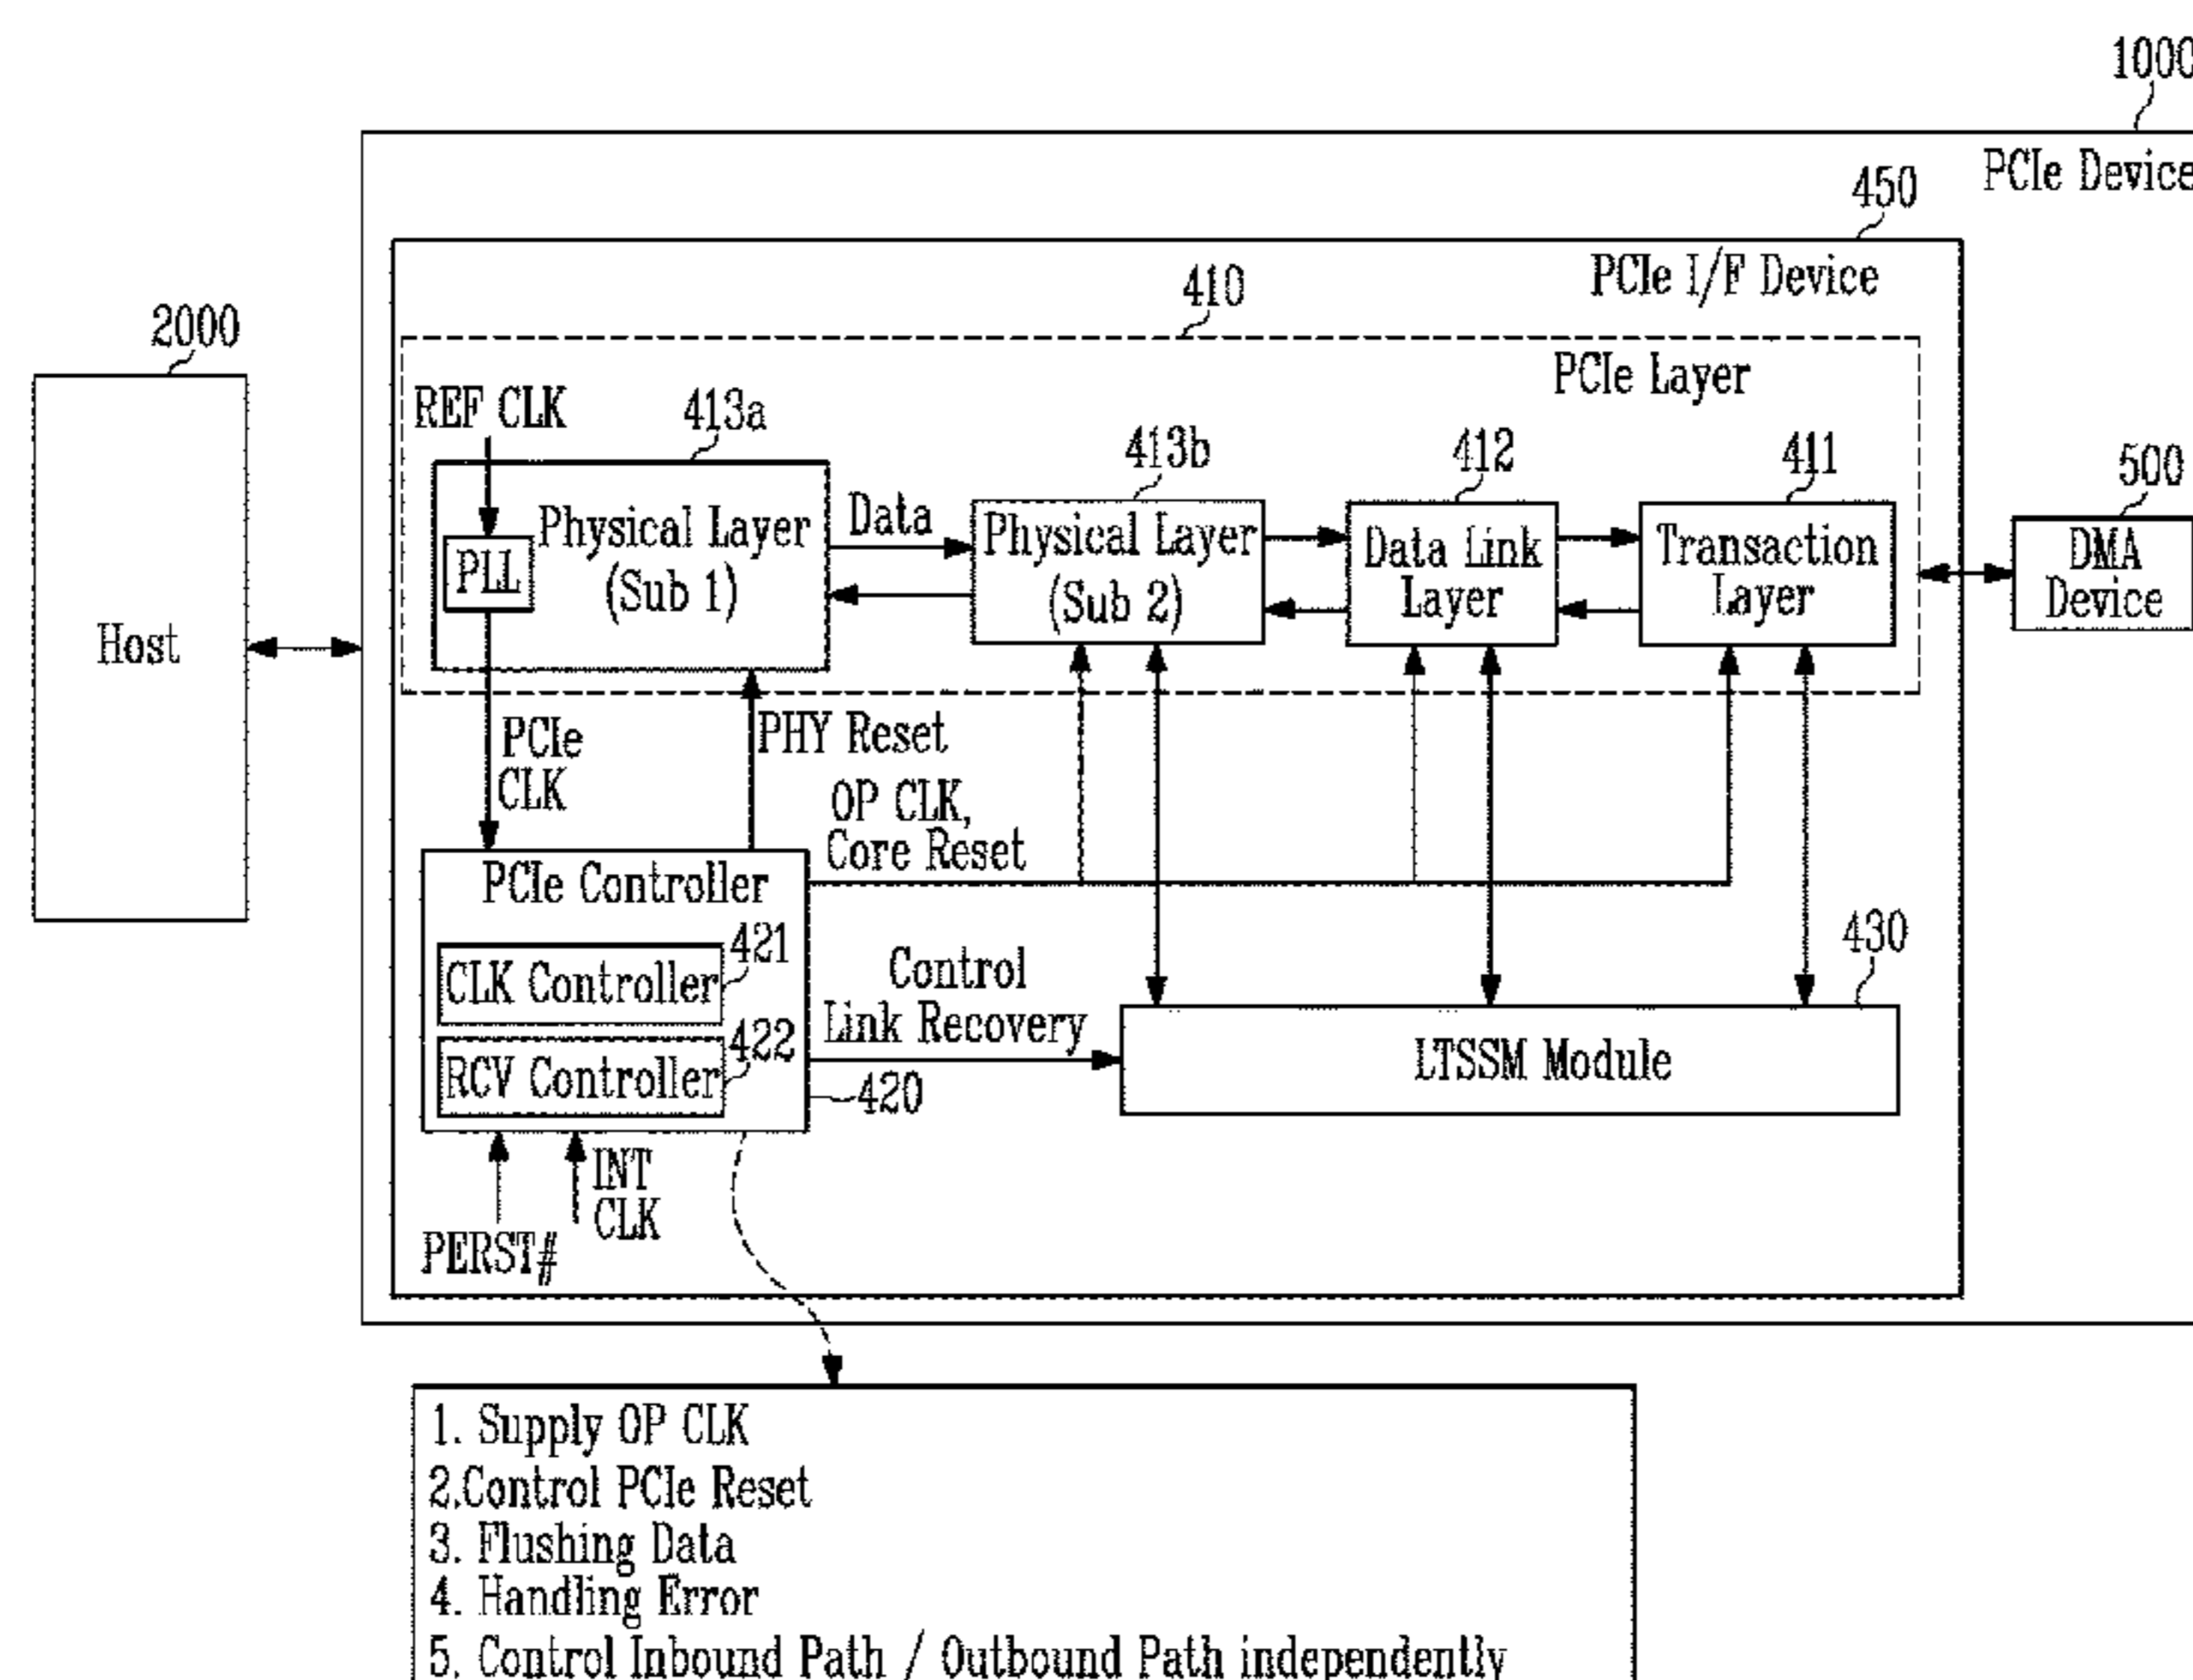 100C
PCIe Device
450
PCIe I/F Device
410
2000
PCIe Layer
REF CLK
413a
413b
412
411
500
Physical Layer
(Sub 1)
PLL
Data
Physical Layer
(Sub 2)
Data Link
Layer
Transaction
Layer
DMA
Device
Host
PCIe
CLK
PHY Reset
OP CLK,
Core Reset
PCIe Controller
CLK Controller
421
RCV Controller
422
420
Control
Link Recovery
430
LTSSM Module
INT
CLK
PERST#
1. Supply OP CLK
2.Control PCIe Reset
3. Flushing Data
4. Handling Error
5. Control Inbound Path / Outbound Path independently